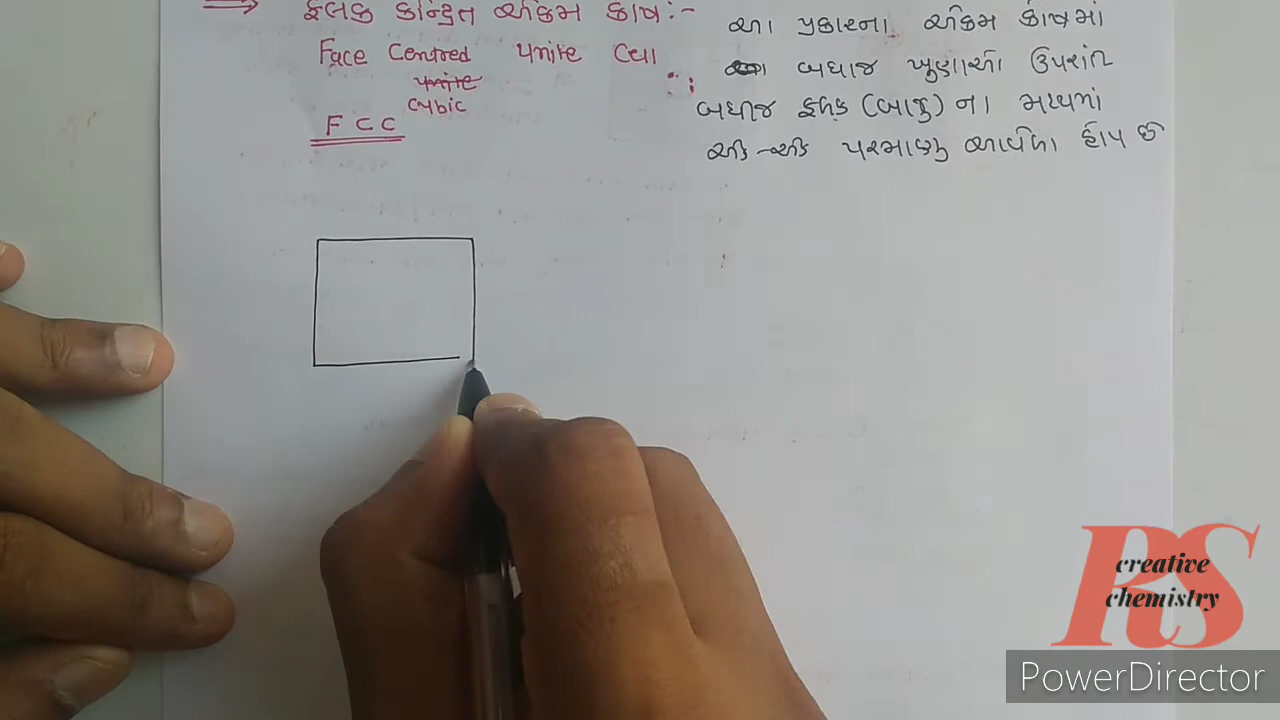 ફલક કેન્દ્રિત એકમ કોષ :-
Face Centred યુનિટ Cell
cubic
FCC
આ પ્રકારના એકમ કોષમાં
બધાજ ખૂણાઓ ઉપરાંત
બધાજ ફલક (બાજુ) ના મધ્યમાં
એક-એક પરમાણુ આવેલા હોય છે
RS
creative
chemistry
PowerDirector